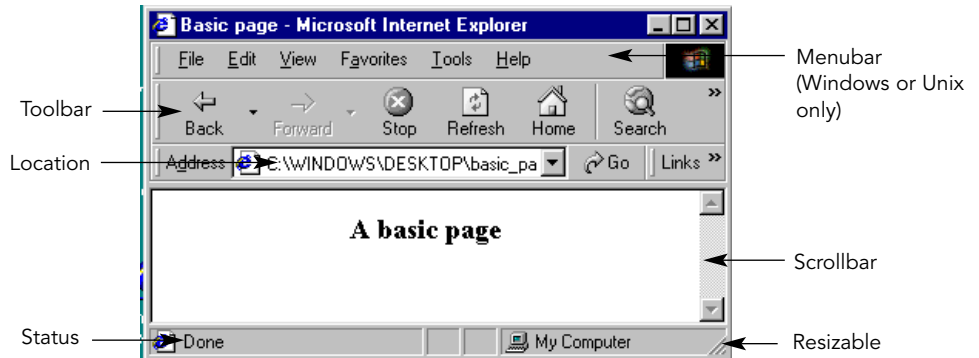 Basic page - Microsoft Internet Explorer
File Edit View Favorites Tools Help
Menubar
(Windows or Unix
only)
Toolbar
Back Forward Stop Refresh Home Search »
Location
Address C:\WINDOWS\DESKTOP\basic_pa Go Links »
A basic page
Scrollbar
Status
Done My Computer
Resizable